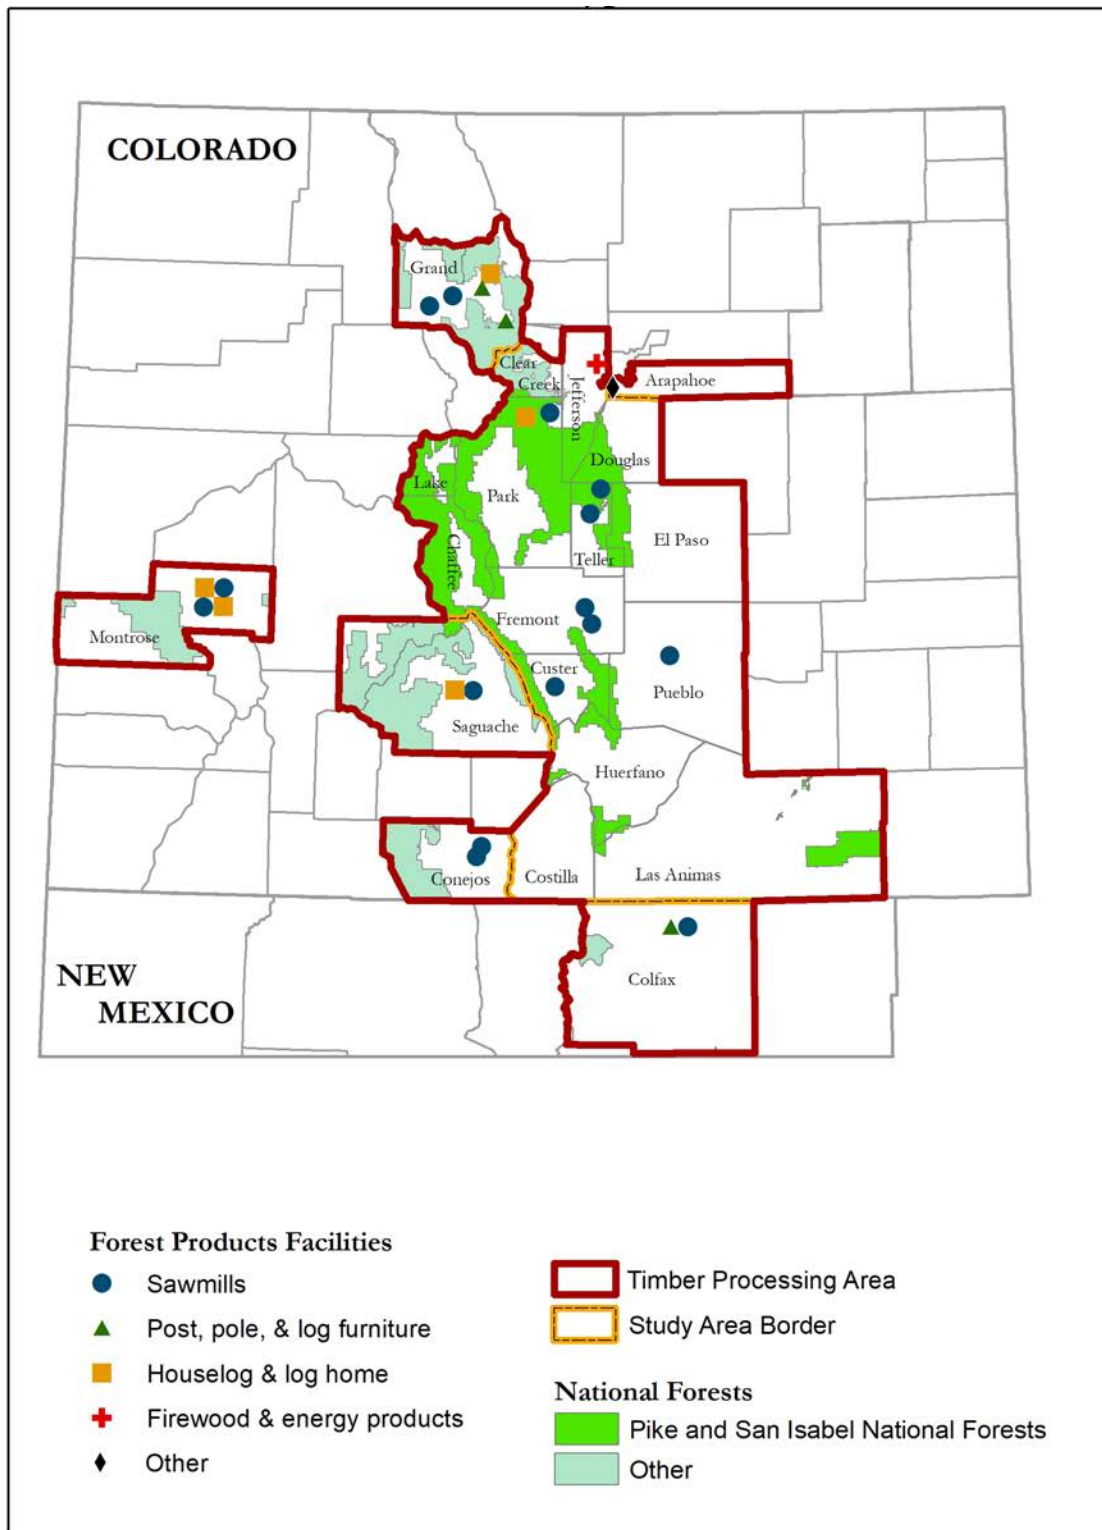 COLORADO
Grand
Clear
Creek
Jefferson
Arapahoe
Douglas
Lake
Park
Chaffee
Teller
El Paso
Montrose
Fremont
Custer
Pueblo
Saguache
Huerfano
Conejos
Costilla
Las Animas
NEW
MEXICO
Colfax
Forest Products Facilities
Sawmills
Post, pole, & log furniture
Houselog & log home
Firewood & energy products
Other
Timber Processing Area
Study Area Border
National Forests
Pike and San Isabel National Forests
Other